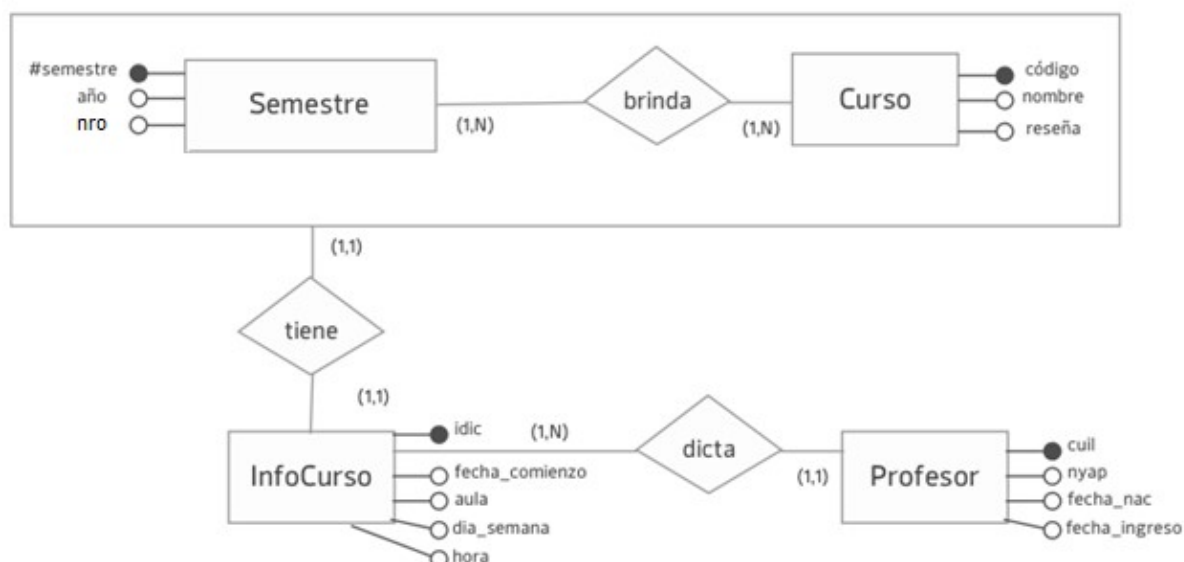 #semestre
año
nro
Semestre
(1,N)
brinda
(1,N)
Curso
código
nombre
reseña
(1,1)
tiene
(1,1)
InfoCurso
idic
fecha_comienzo
aula
dia_semana
hora
(1,N)
dicta
(1,1)
Profesor
cuil
nyap
fecha_nac
fecha_ingreso